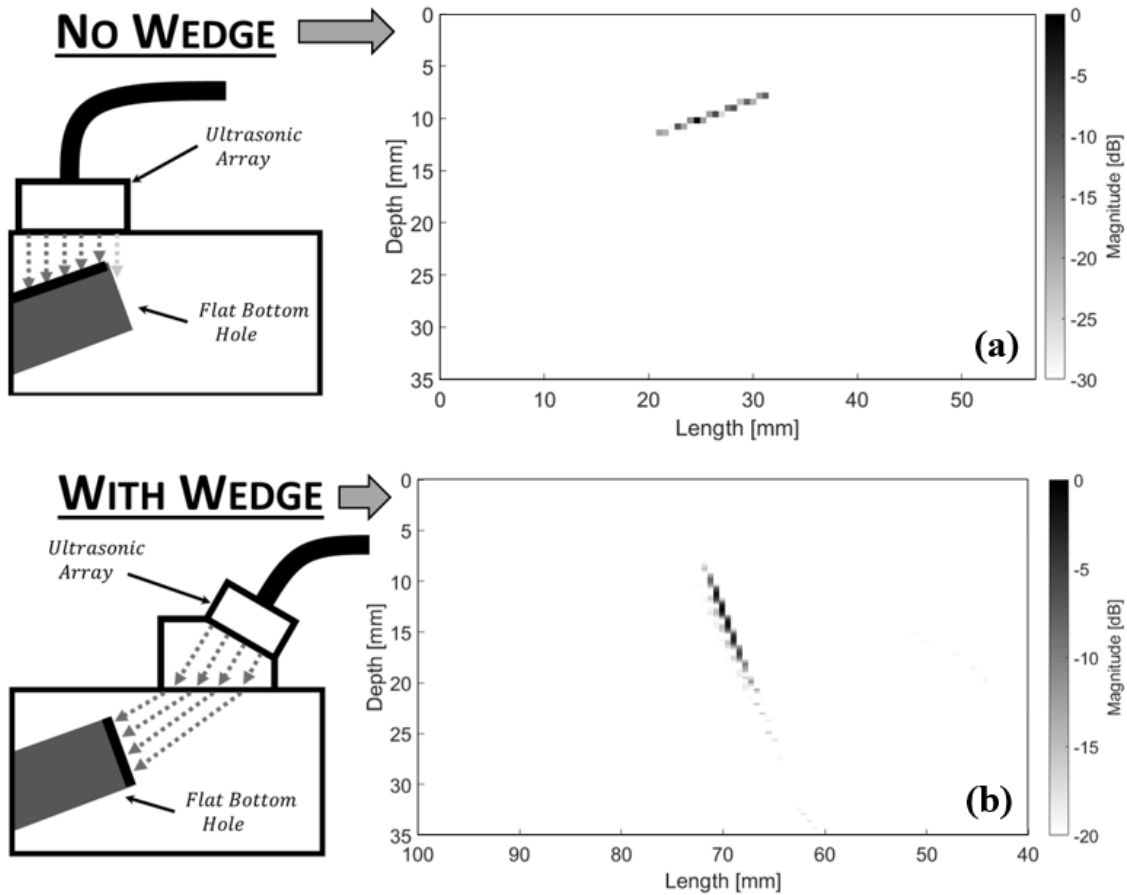 NO WEDGE
Ultrasonic
Array
Flat Bottom
Hole
0
5
10
15
20
25
30
35
Depth [mm]
0
10
20
30
40
50
Length [mm]
(a)
0
-5
-10
-15
-20
-25
-30
Magnitude [dB]
WITH WEDGE
Ultrasonic
Array
Flat Bottom
Hole
0
5
10
15
20
25
30
35
Depth [mm]
100
90
80
70
60
50
40
Length [mm]
(b)
0
-5
-10
-15
-20
Magnitude [dB]